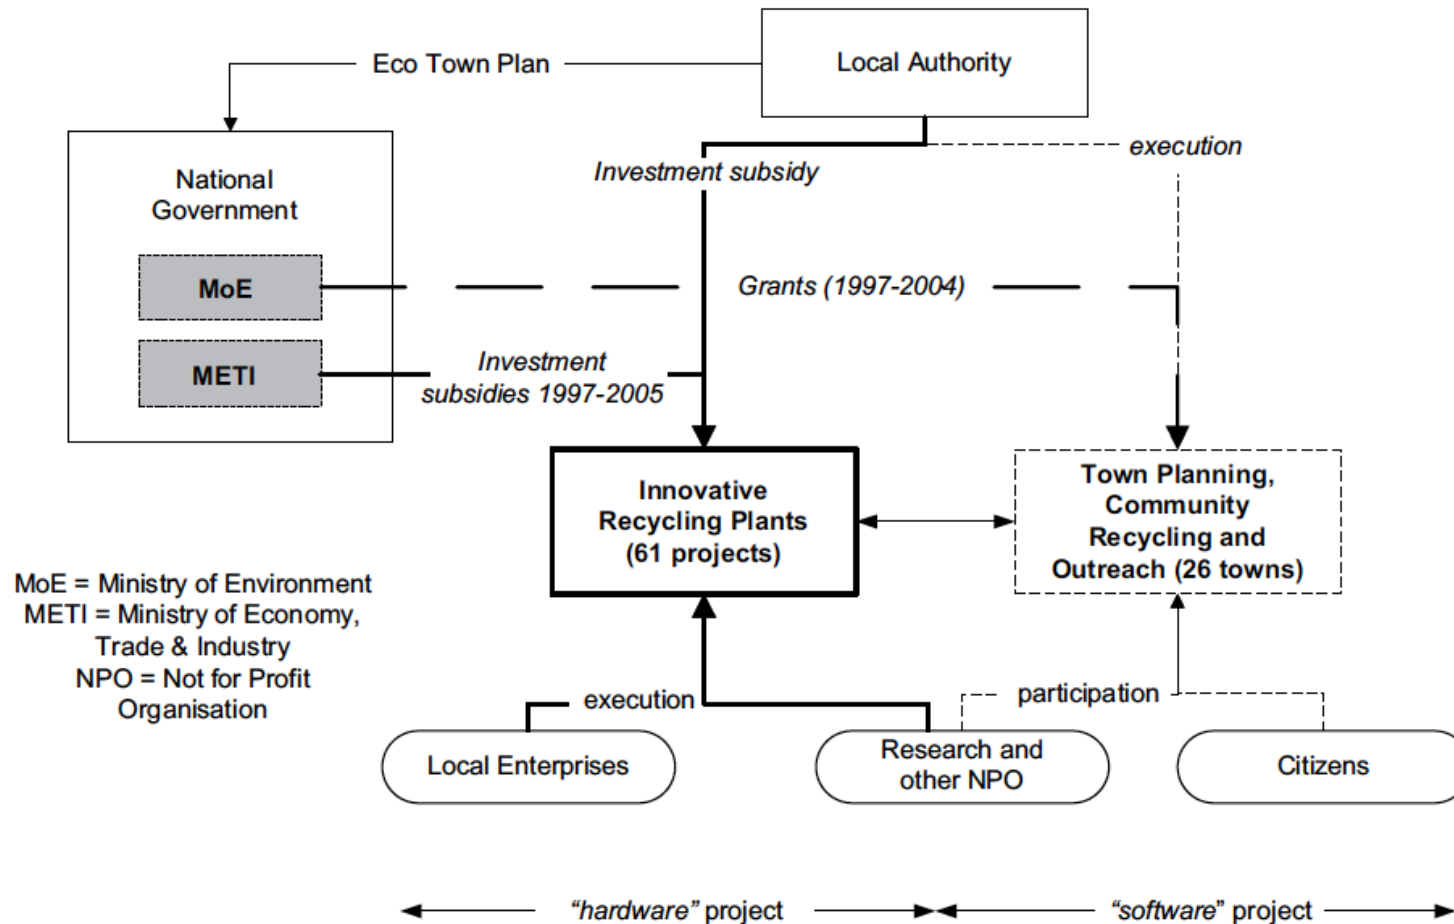 Eco Town Plan
Local Authority
execution
Investment subsidy
National
Government
MoE
Grants (1997-2004)
METI
Investment
subsidies 1997-2005
Innovative
Recycling Plants
(61 projects)
Town Planning,
Community
Recycling and
Outreach (26 towns)
MoE = Ministry of Environment
METI = Ministry of Economy,
Trade & Industry
NPO = Not for Profit
Organisation
execution
participation
Local Enterprises
Research and
other NPO
Citizens
“hardware” project
“software” project